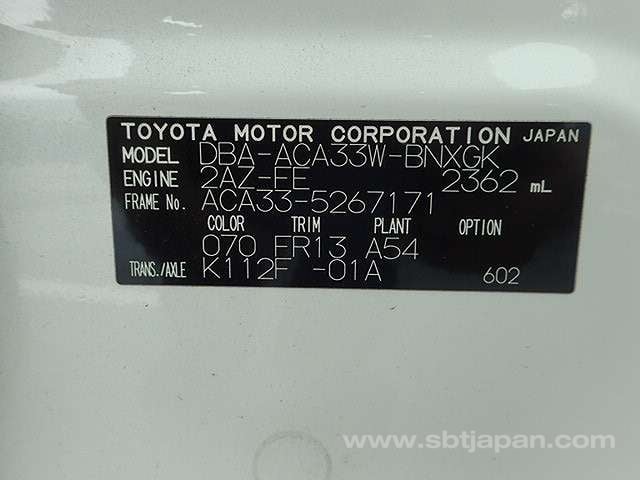 TOYOTA MOTOR CORPORATION JAPAN
MODEL DBA-ACA33W-BNXGK
ENGINE 2AZ-FE 2362 mL
FRAME No. ACA33-5267171
COLOR TRIM PLANT OPTION
070 FR13 A54
TRANS./AXLE K112F -01A 602
www.sbtjapan.com